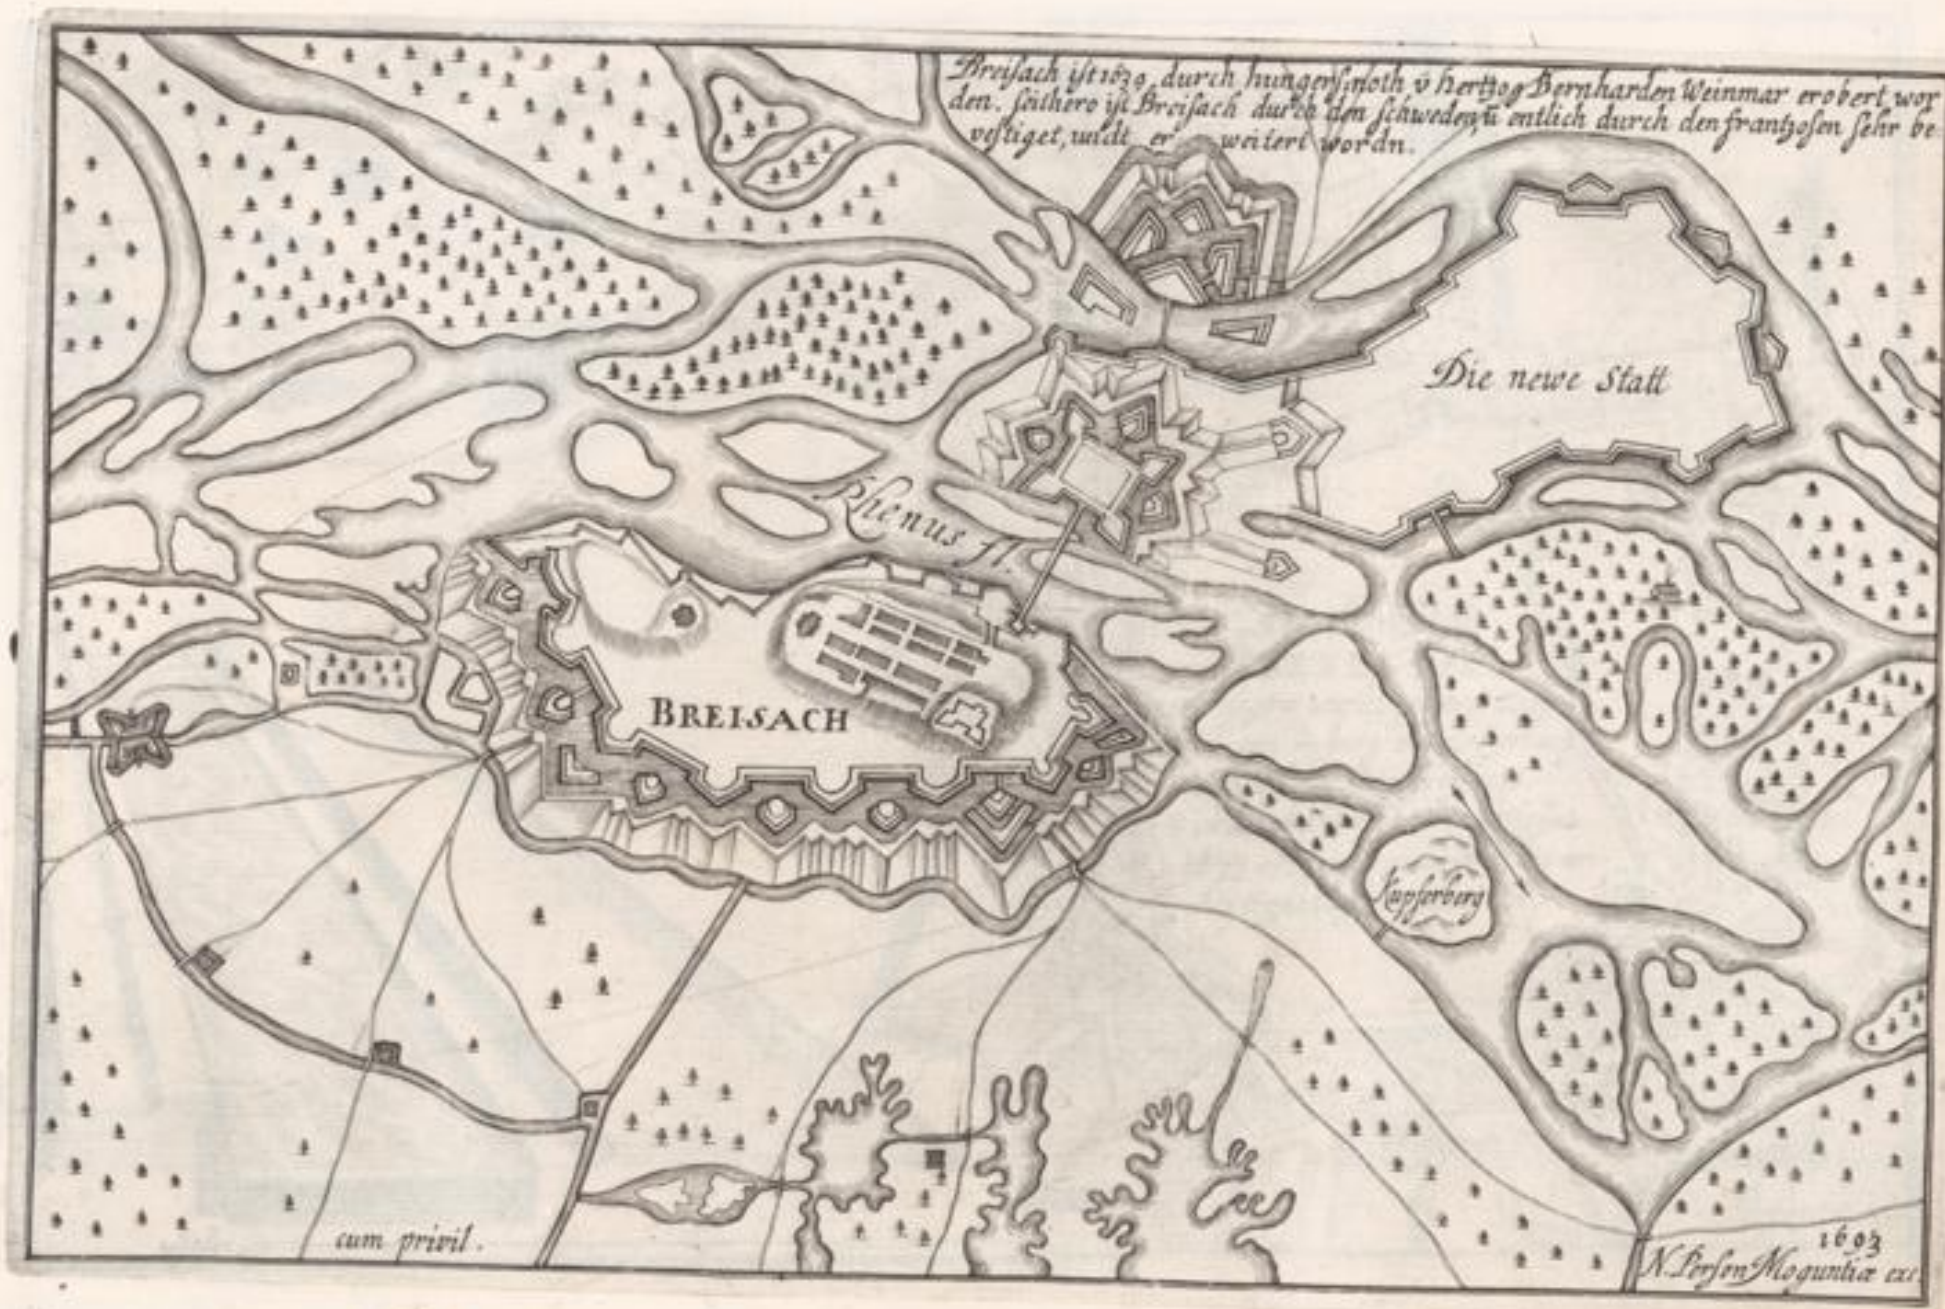 Breisach ist 1639 durch hungersnoth v̄ hertzog Bernharden Weinmar erobert wor
den. seithero ist Breisach durch den schweden, ū entlich durch den frantzosen sehr be
vestiget, undt er weitert wordn.
Die newe Statt
Rhenus fl.
BREISACH
Kupferberg
cum privil.
1693
N. Person Moguntiæ exc.